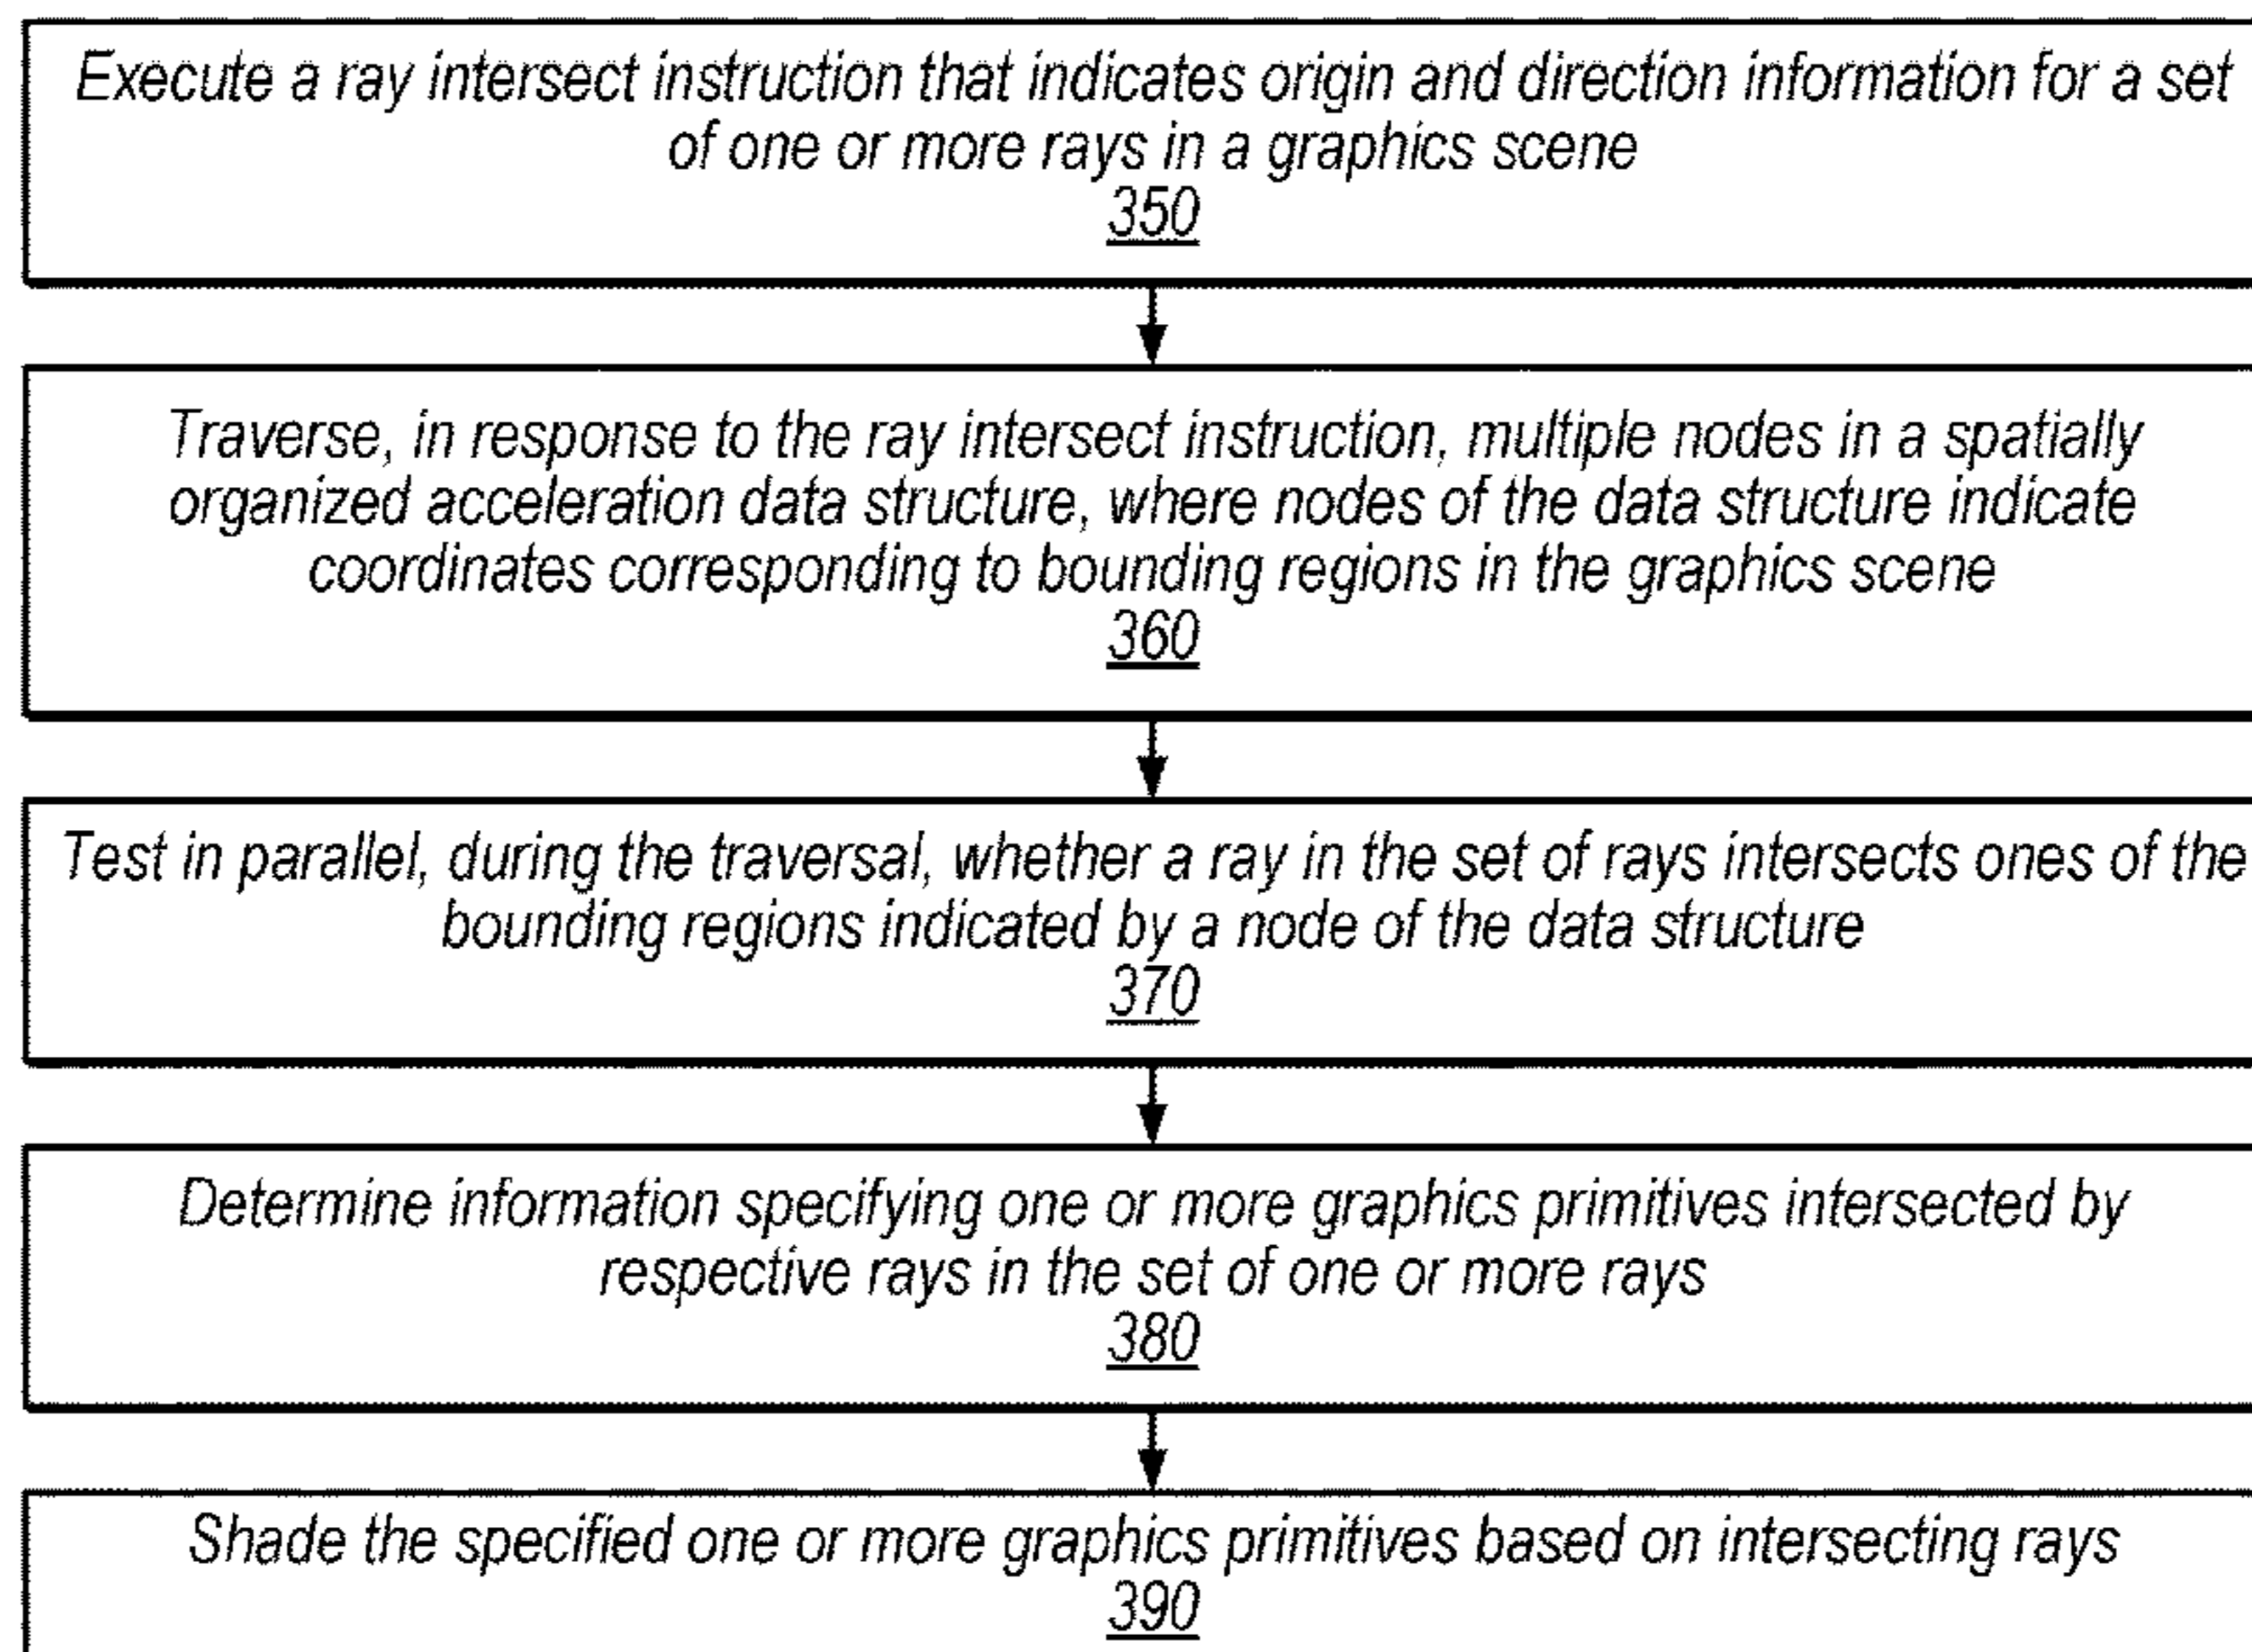 Execute a ray intersect instruction that indicates origin and direction information for a set
of one or more rays in a graphics scene
350
Traverse, in response to the ray intersect instruction, multiple nodes in a spatially
organized acceleration data structure, where nodes of the data structure indicate
coordinates corresponding to bounding regions in the graphics scene
360
Test in parallel, during the traversal, whether a ray in the set of rays intersects ones of the
bounding regions indicated by a node of the data structure
370
Determine information specifying one or more graphics primitives intersected by
respective rays in the set of one or more rays
380
Shade the specified one or more graphics primitives based on intersecting rays
390